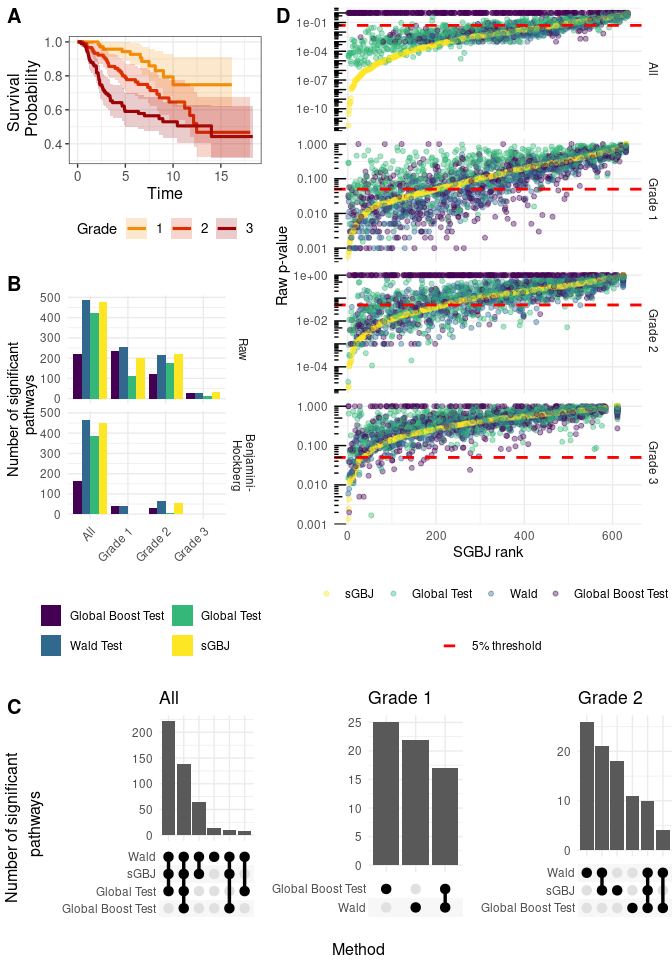 A
Survival
Probability
1.0
0.8
0.6
0.4
0
5
10
15
Time
Grade
1
2
3
B
Number of significant
pathways
500
400
300
200
100
0
Raw
500
400
300
200
100
0
Benjamini-
Hockberg
All
Grade 1
Grade 2
Grade 3
Global Boost Test
Global Test
Wald Test
sGBJ
D
Raw p-value
1e-01
1e-04
1e-07
1e-10
All
1.000
0.100
0.010
0.001
Grade 1
1e+00
1e-02
1e-04
Grade 2
1.000
0.100
0.010
0.001
Grade 3
0
200
400
600
SGBJ rank
sGBJ
Global Test
Wald
Global Boost Test
5% threshold
C
Number of significant
pathways
All
200
150
100
50
0
Wald
sGBJ
Global Test
Global Boost Test
Grade 1
25
20
15
10
5
0
Global Boost Test
Wald
Grade 2
20
10
0
Wald
sGBJ
Global Boost Test
Method